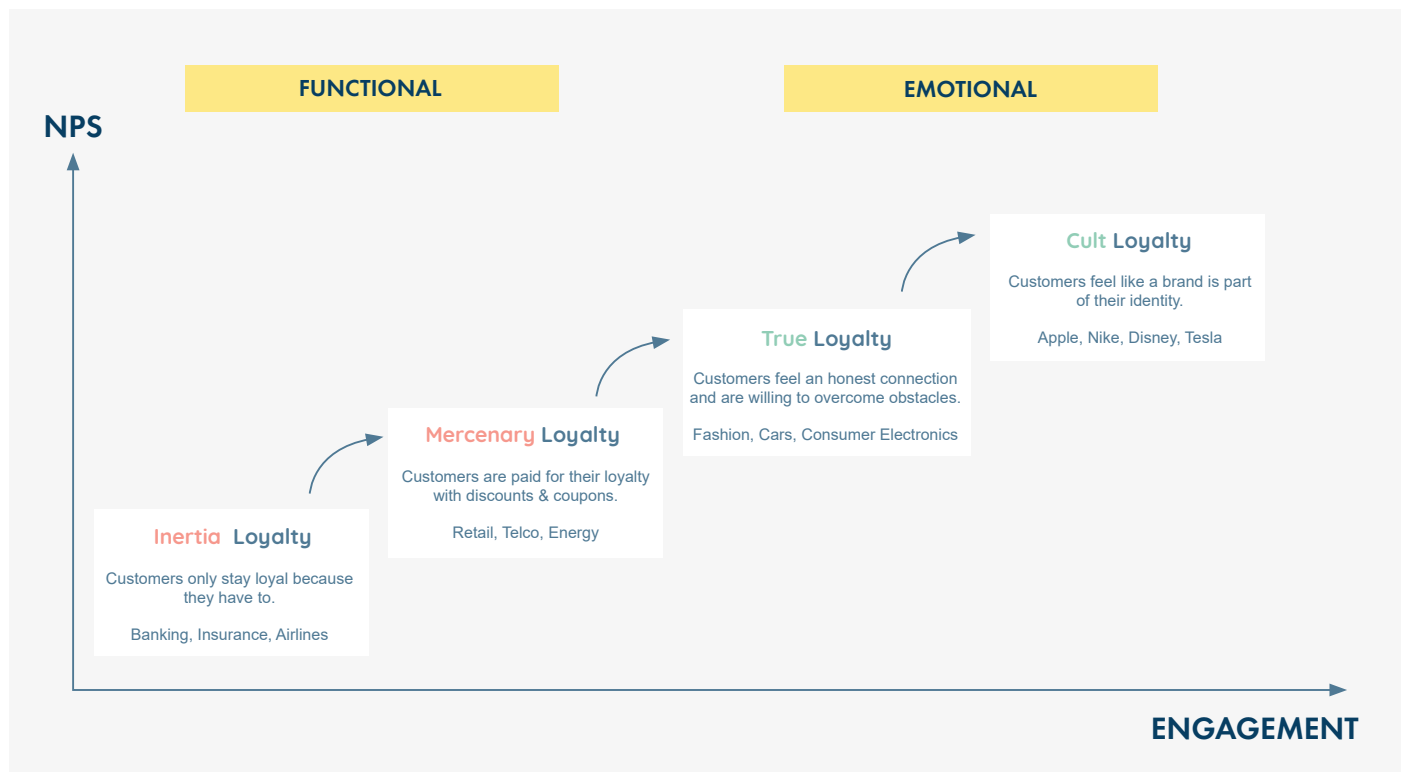 FUNCTIONAL
EMOTIONAL
NPS
Cult Loyalty
Customers feel like a brand is part
of their identity.
Apple, Nike, Disney, Tesla
True Loyalty
Customers feel an honest connection
and are willing to overcome obstacles.
Fashion, Cars, Consumer Electronics
Mercenary Loyalty
Customers are paid for their loyalty
with discounts & coupons.
Retail, Telco, Energy
Inertia Loyalty
Customers only stay loyal because
they have to.
Banking, Insurance, Airlines
ENGAGEMENT